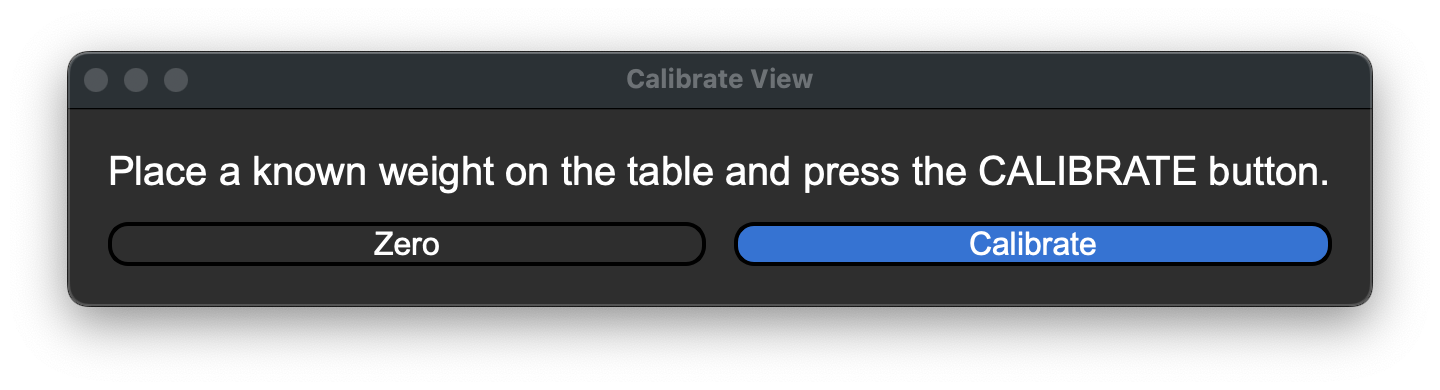 Calibrate View
Place a known weight on the table and press the CALIBRATE button.
Zero
Calibrate